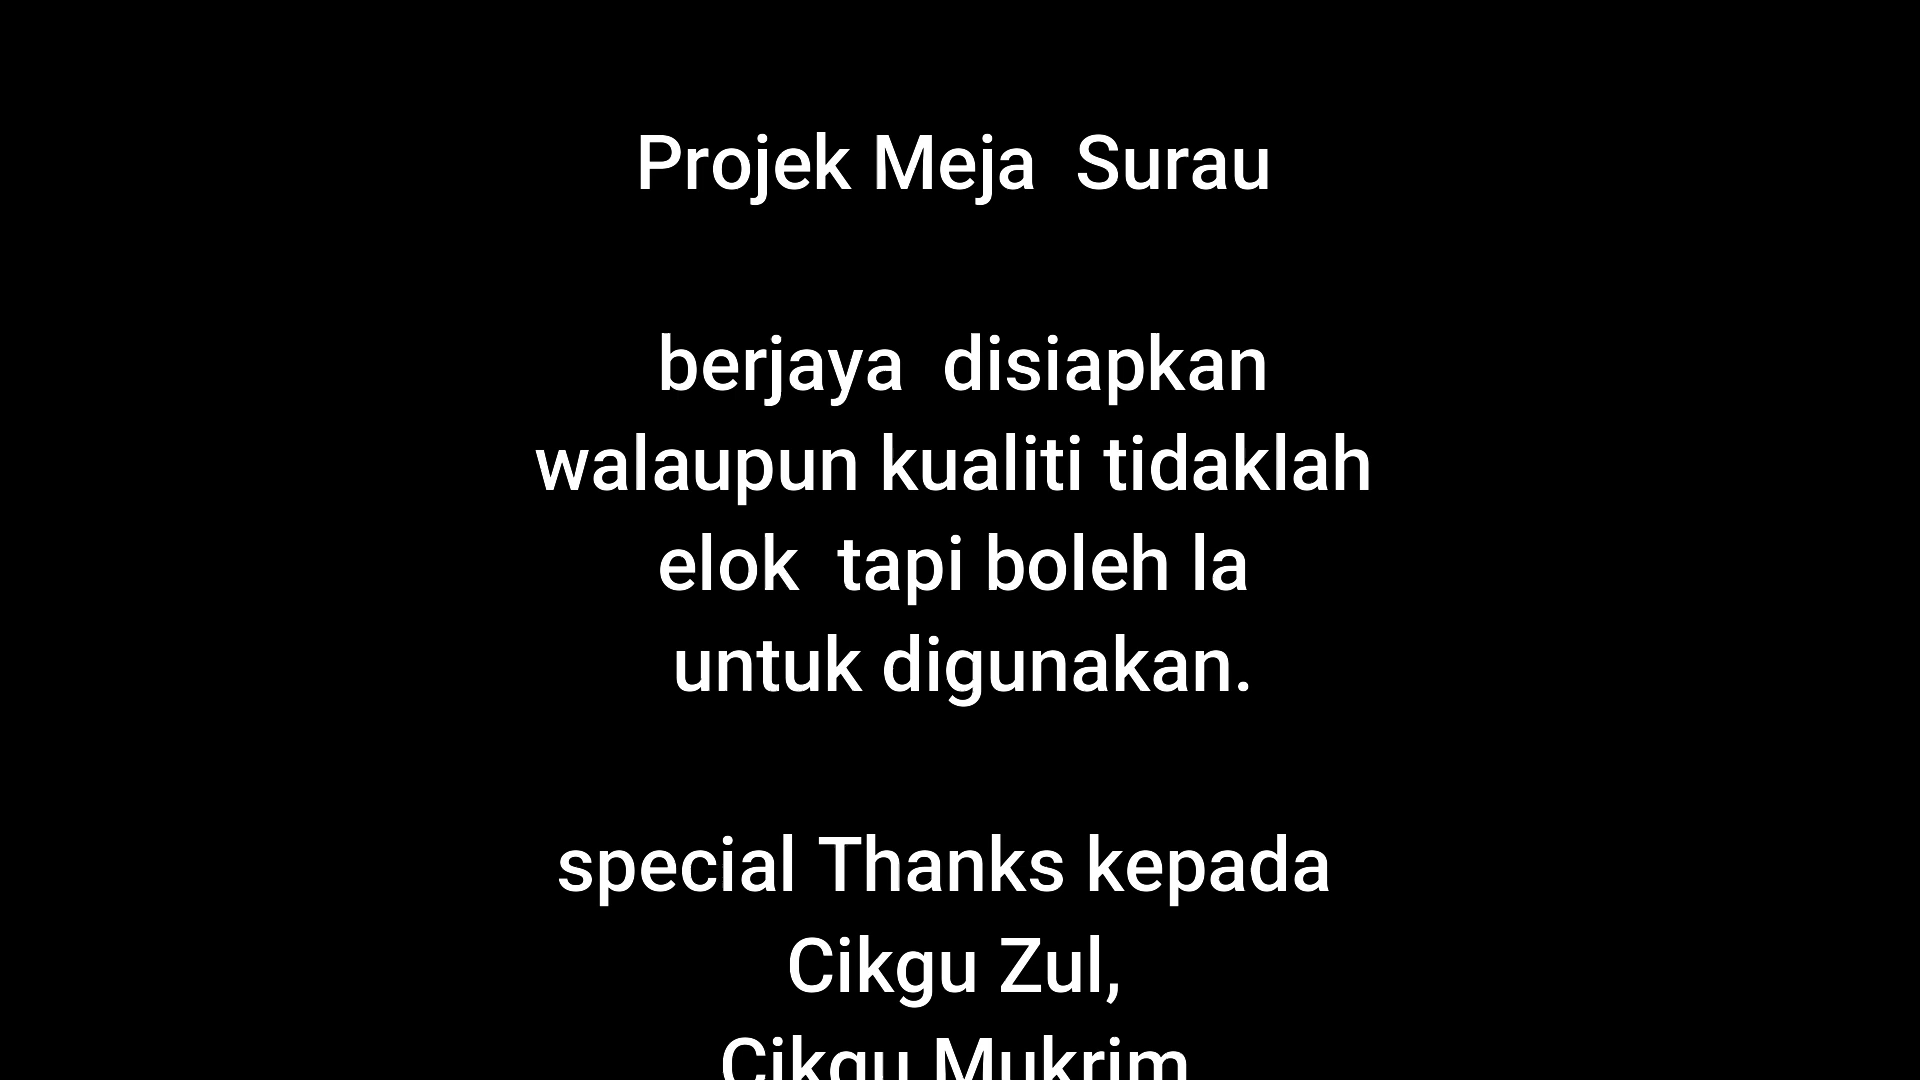 Projek Meja  Surau
berjaya  disiapkan
walaupun kualiti tidaklah
elok  tapi boleh la
untuk digunakan.
special Thanks kepada
Cikgu Zul,
Cikgu Mukrim